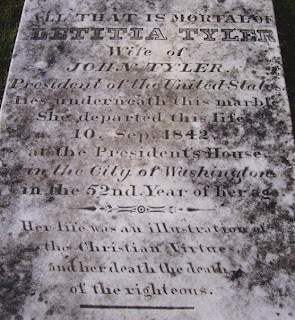 ALL THAT IS MORTAL OF
LETITIA TYLER
Wife of
JOHN TYLER
President of the United States
lies underneath this marble
She departed this life
10. Sep. 1842
at the President's House
in the City of Washington
in the 52nd Year of her age
Her life was an illustration of
the Christian Virtues
and her death the death
of the righteous.